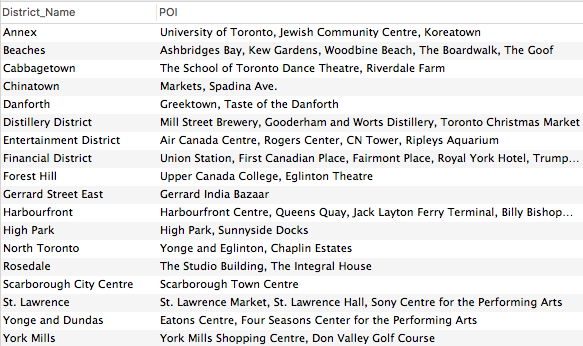 District_Name POI
Annex University of Toronto, Jewish Community Centre, Koreatown
Beaches Ashbridges Bay, Kew Gardens, Woodbine Beach, The Boardwalk, The Goof
Cabbagetown The School of Toronto Dance Theatre, Riverdale Farm
Chinatown Markets, Spadina Ave.
Danforth Greektown, Taste of the Danforth
Distillery District Mill Street Brewery, Gooderham and Worts Distillery, Toronto Christmas Market
Entertainment District Air Canada Centre, Rogers Center, CN Tower, Ripleys Aquarium
Financial District Union Station, First Canadian Place, Fairmont Place, Royal York Hotel, Trump...
Forest Hill Upper Canada College, Eglinton Theatre
Gerrard Street East Gerrard India Bazaar
Harbourfront Harbourfront Centre, Queens Quay, Jack Layton Ferry Terminal, Billy Bishop...
High Park High Park, Sunnyside Docks
North Toronto Yonge and Eglinton, Chaplin Estates
Rosedale The Studio Building, The Integral House
Scarborough City Centre Scarborough Town Centre
St. Lawrence St. Lawrence Market, St. Lawrence Hall, Sony Centre for the Performing Arts
Yonge and Dundas Eatons Centre, Four Seasons Center for the Performing Arts
York Mills York Mills Shopping Centre, Don Valley Golf Course